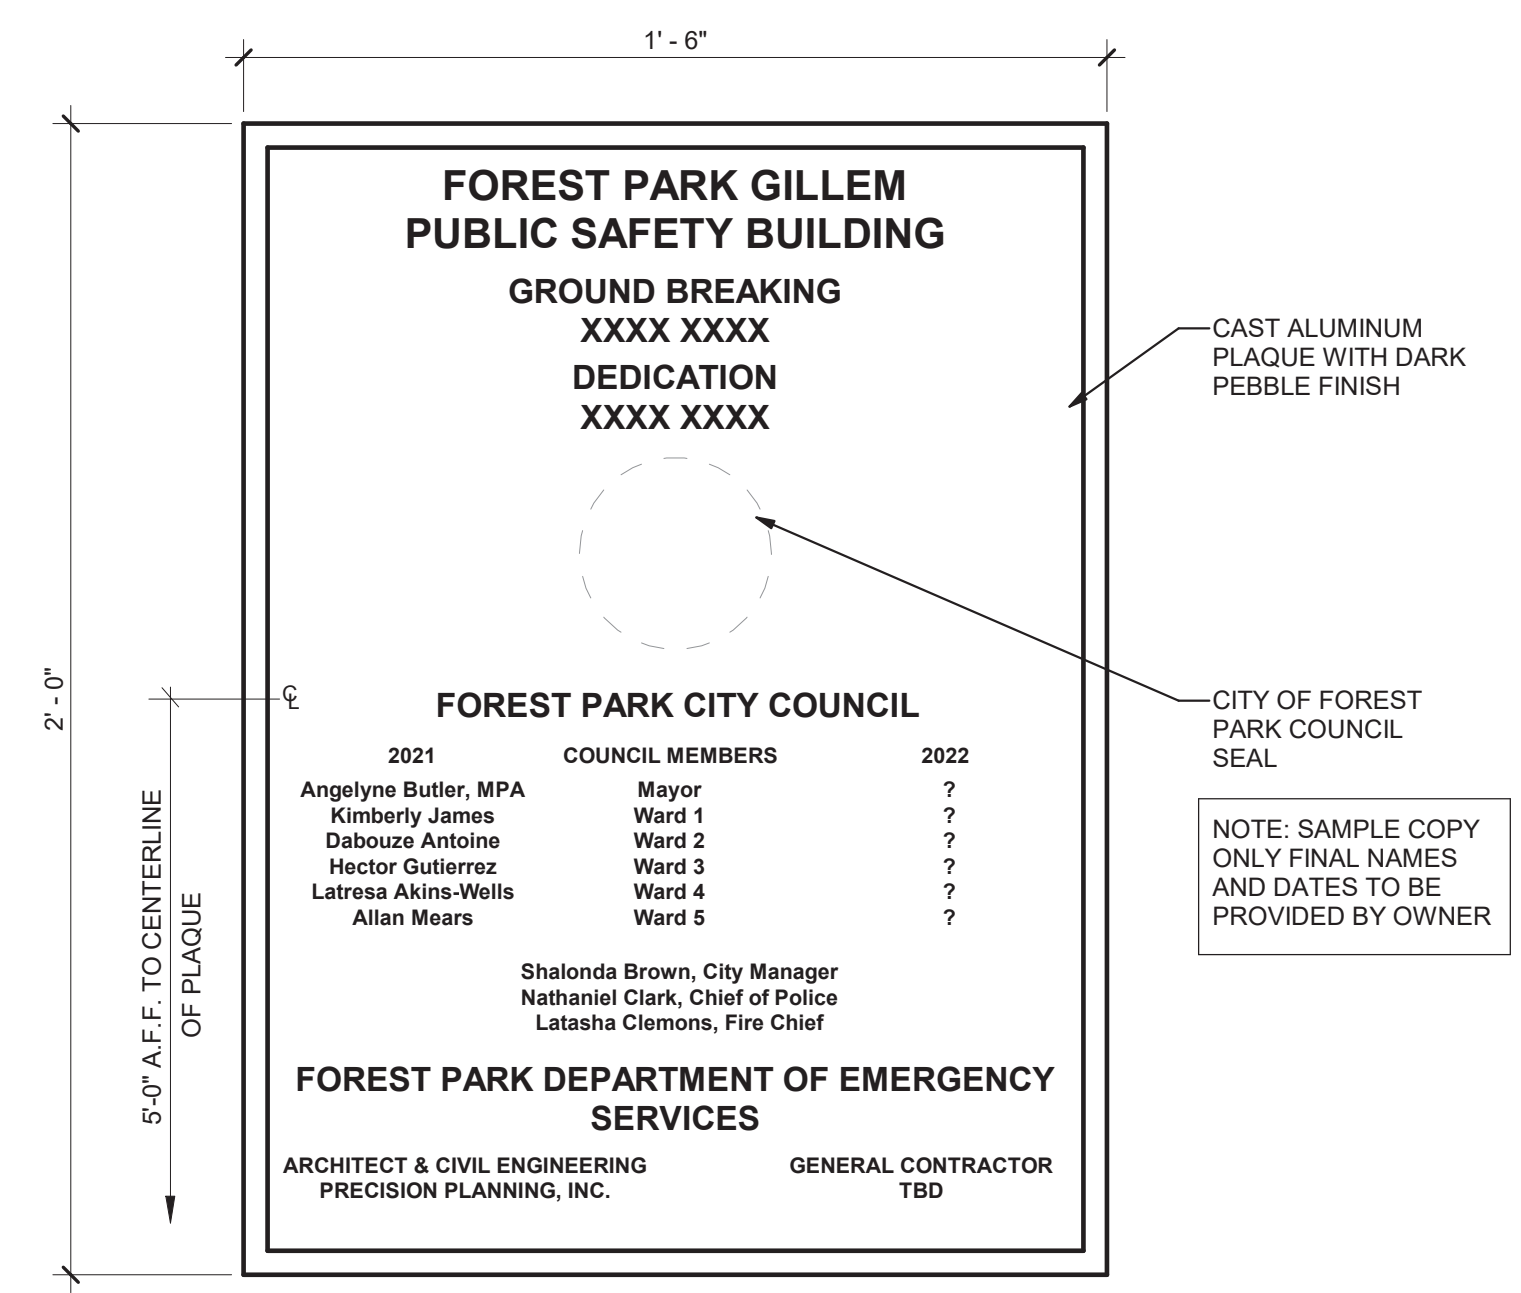 1' - 6"
FOREST PARK GILLEM
PUBLIC SAFETY BUILDING
GROUND BREAKING
XXXX XXXX
DEDICATION
XXXX XXXX
CAST ALUMINUM
PLAQUE WITH DARK
PEBBLE FINISH
2' - 0"
5'-0" A.F.F. TO CENTERLINE
OF PLAQUE
℄
FOREST PARK CITY COUNCIL
2021 COUNCIL MEMBERS 2022
Angelyne Butler, MPA Mayor ?
Kimberly James Ward 1 ?
Dabouze Antoine Ward 2 ?
Hector Gutierrez Ward 3 ?
Latresa Akins-Wells Ward 4 ?
Allan Mears Ward 5 ?
Shalonda Brown, City Manager
Nathaniel Clark, Chief of Police
Latasha Clemons, Fire Chief
FOREST PARK DEPARTMENT OF EMERGENCY
SERVICES
ARCHITECT & CIVIL ENGINEERING GENERAL CONTRACTOR
PRECISION PLANNING, INC. TBD
CITY OF FOREST
PARK COUNCIL
SEAL
NOTE: SAMPLE COPY
ONLY FINAL NAMES
AND DATES TO BE
PROVIDED BY OWNER